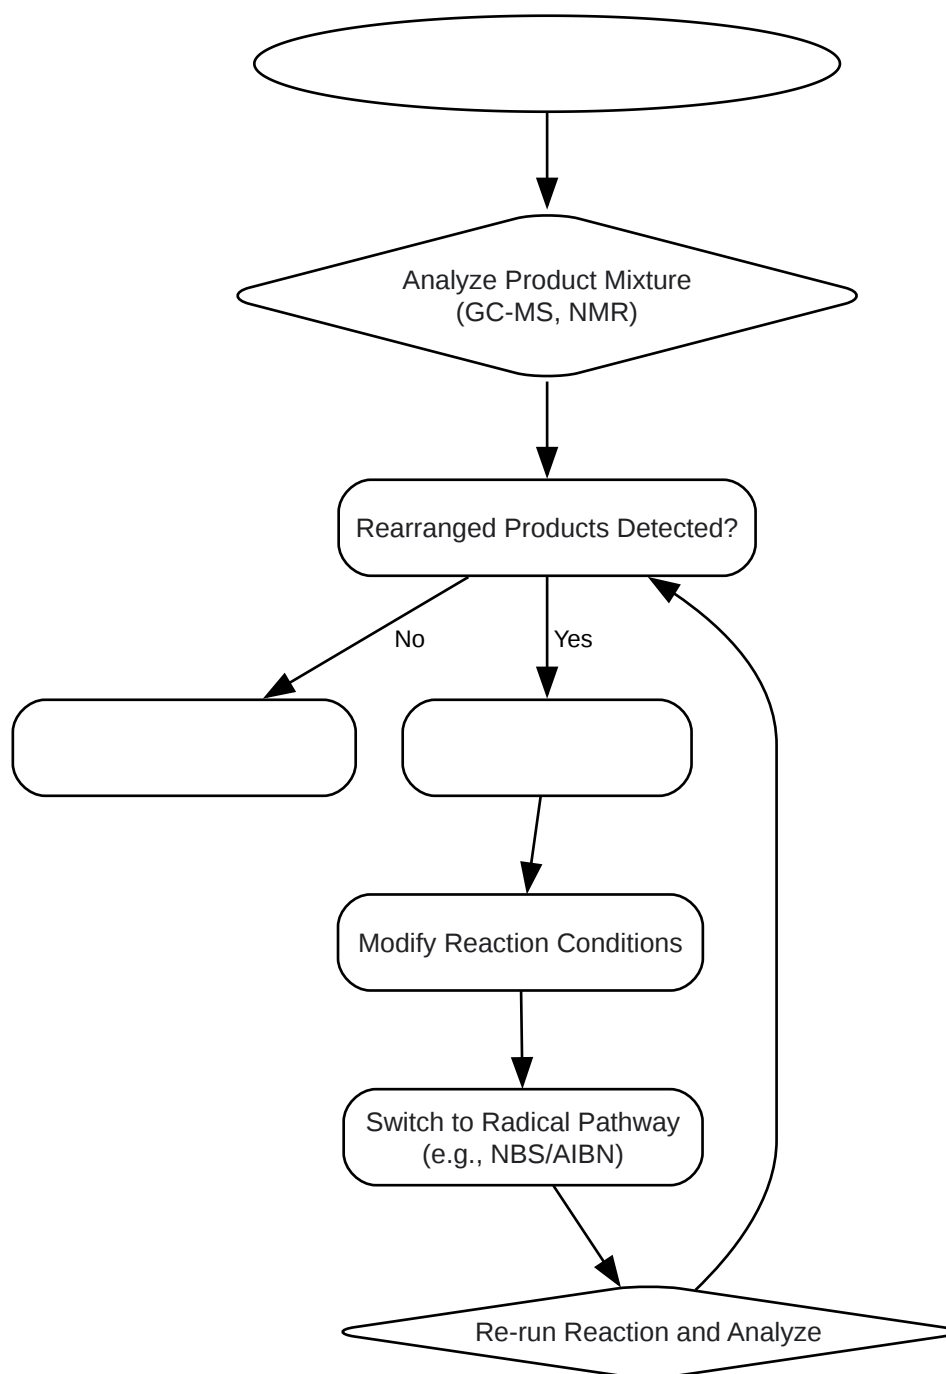 Analyze Product Mixture
(GC-MS, NMR)
Rearranged Products Detected?
No
Yes
Modify Reaction Conditions
Switch to Radical Pathway
(e.g., NBS/AIBN)
Re-run Reaction and Analyze